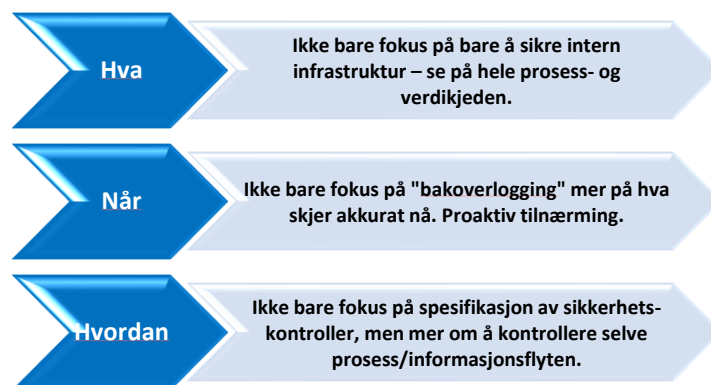 Hva
Ikke bare fokus på bare å sikre intern
infrastruktur – se på hele prosess- og
verdikjeden.
Når
Ikke bare fokus på "bakoverlogging" mer på hva
skjer akkurat nå. Proaktiv tilnærming.
Hvordan
Ikke bare fokus på spesifikasjon av sikkerhets-
kontroller, men mer om å kontrollere selve
prosess/informasjonsflyten.